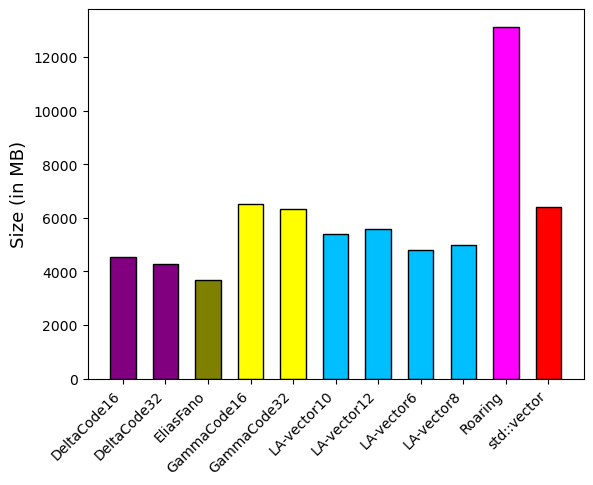 Size (in MB)
12000
10000
8000
6000
4000
2000
0
DeltaCode16
DeltaCode32
EliasFano
GammaCode16
GammaCode32
LA-vector10
LA-vector12
LA-vector6
LA-vector8
Roaring
std::vector